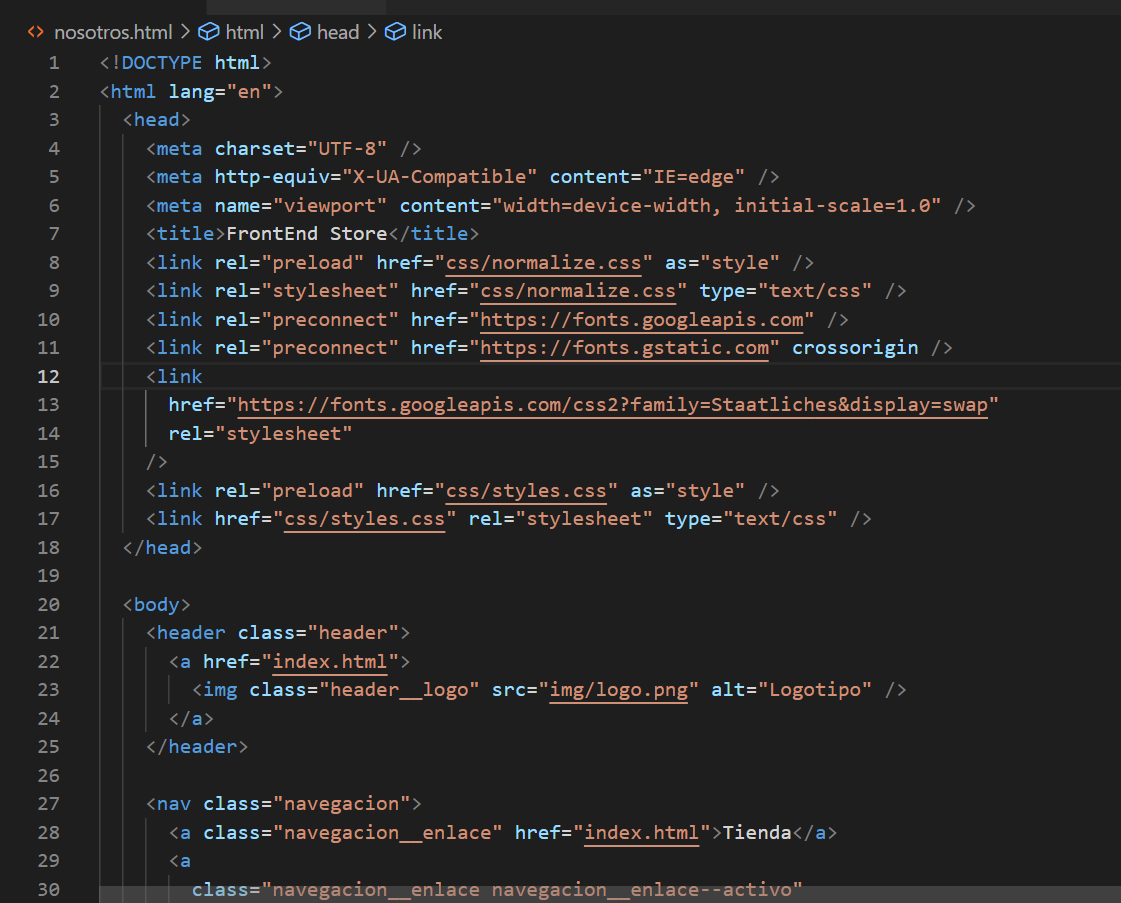 nosotros.html > html > head > link
1 <!DOCTYPE html>
2 <html lang="en">
3 <head>
4 <meta charset="UTF-8" />
5 <meta http-equiv="X-UA-Compatible" content="IE=edge" />
6 <meta name="viewport" content="width=device-width, initial-scale=1.0" />
7 <title>FrontEnd Store</title>
8 <link rel="preload" href="css/normalize.css" as="style" />
9 <link rel="stylesheet" href="css/normalize.css" type="text/css" />
10 <link rel="preconnect" href="https://fonts.googleapis.com" />
11 <link rel="preconnect" href="https://fonts.gstatic.com" crossorigin />
12 <link
13 href="https://fonts.googleapis.com/css2?family=Staatliches&display=swap"
14 rel="stylesheet"
15 />
16 <link rel="preload" href="css/styles.css" as="style" />
17 <link href="css/styles.css" rel="stylesheet" type="text/css" />
18 </head>
19
20 <body>
21 <header class="header">
22 <a href="index.html">
23 <img class="header__logo" src="img/logo.png" alt="Logotipo" />
24 </a>
25 </header>
26
27 <nav class="navegacion">
28 <a class="navegacion__enlace" href="index.html">Tienda</a>
29 <a
30 class="navegacion__enlace navegacion__enlace--activo"